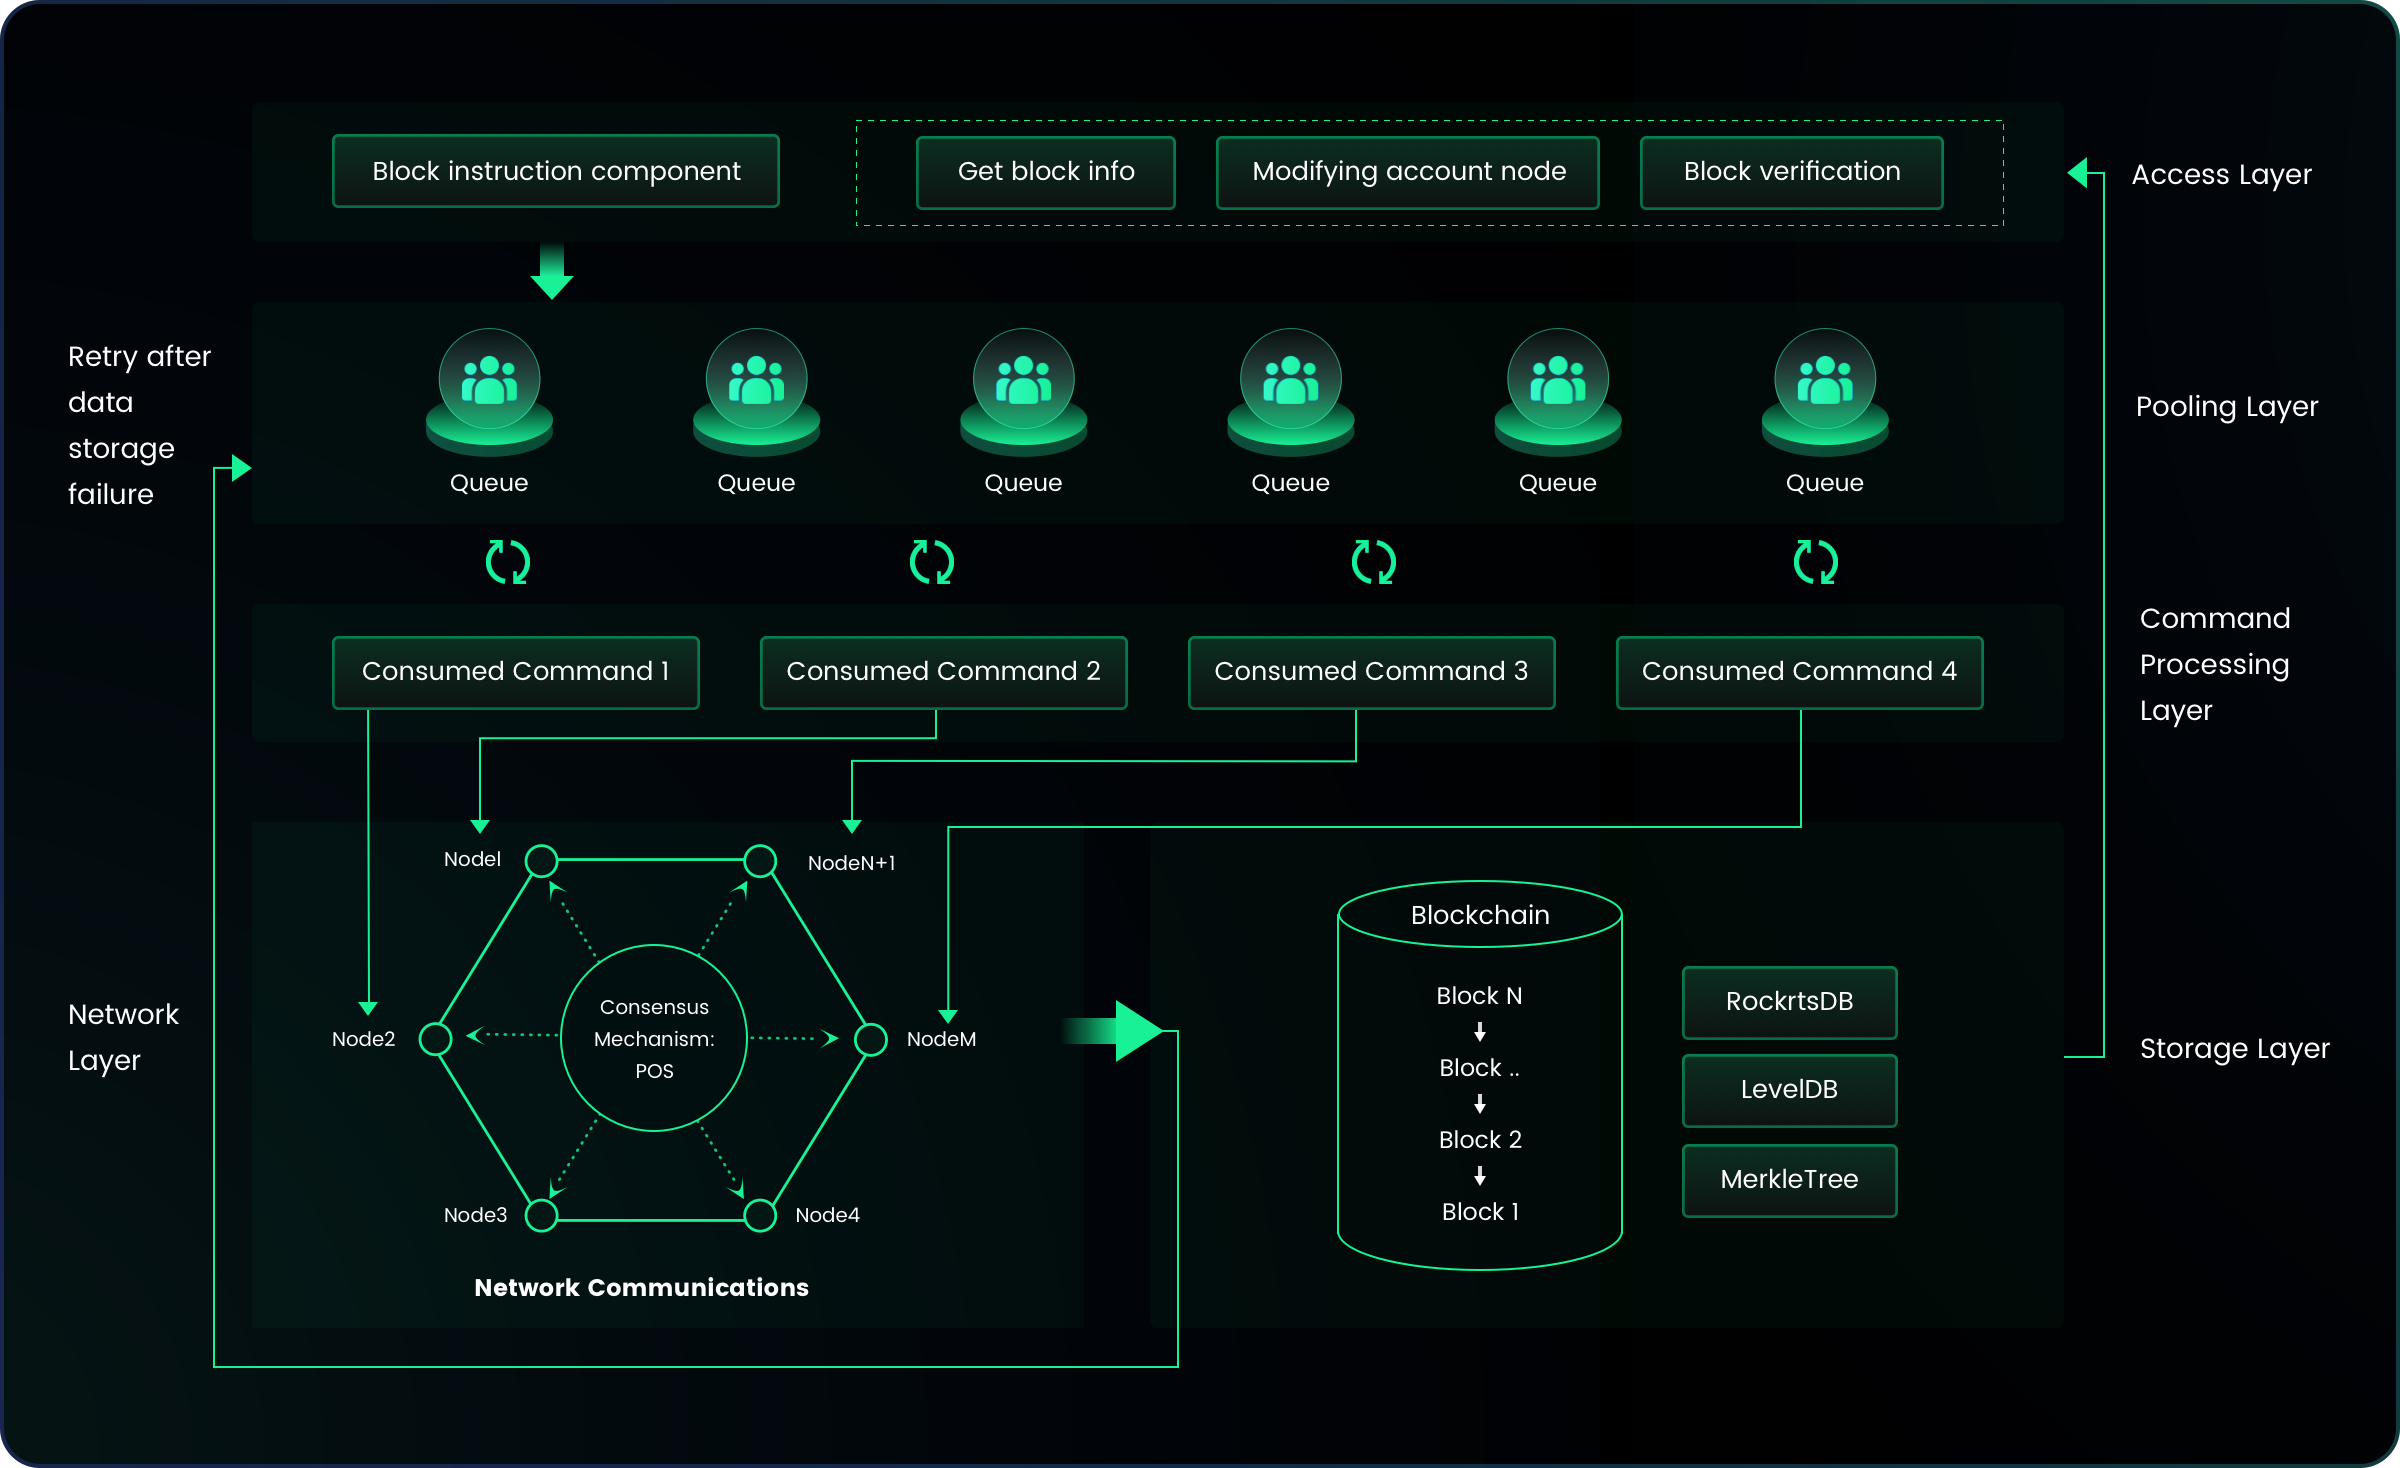 Block instruction component
Get block info
Modifying account node
Block verification
Access Layer
Retry after
data
storage
failure
Queue
Queue
Queue
Queue
Queue
Queue
Pooling Layer
Consumed Command 1
Consumed Command 2
Consumed Command 3
Consumed Command 4
Command
Processing
Layer
Network
Layer
Nodel
NodeN+1
Node2
Consensus
Mechanism:
POS
NodeM
Node3
Node4
Network Communications
Blockchain
Block N
Block ..
Block 2
Block 1
RockrtsDB
LevelDB
MerkleTree
Storage Layer